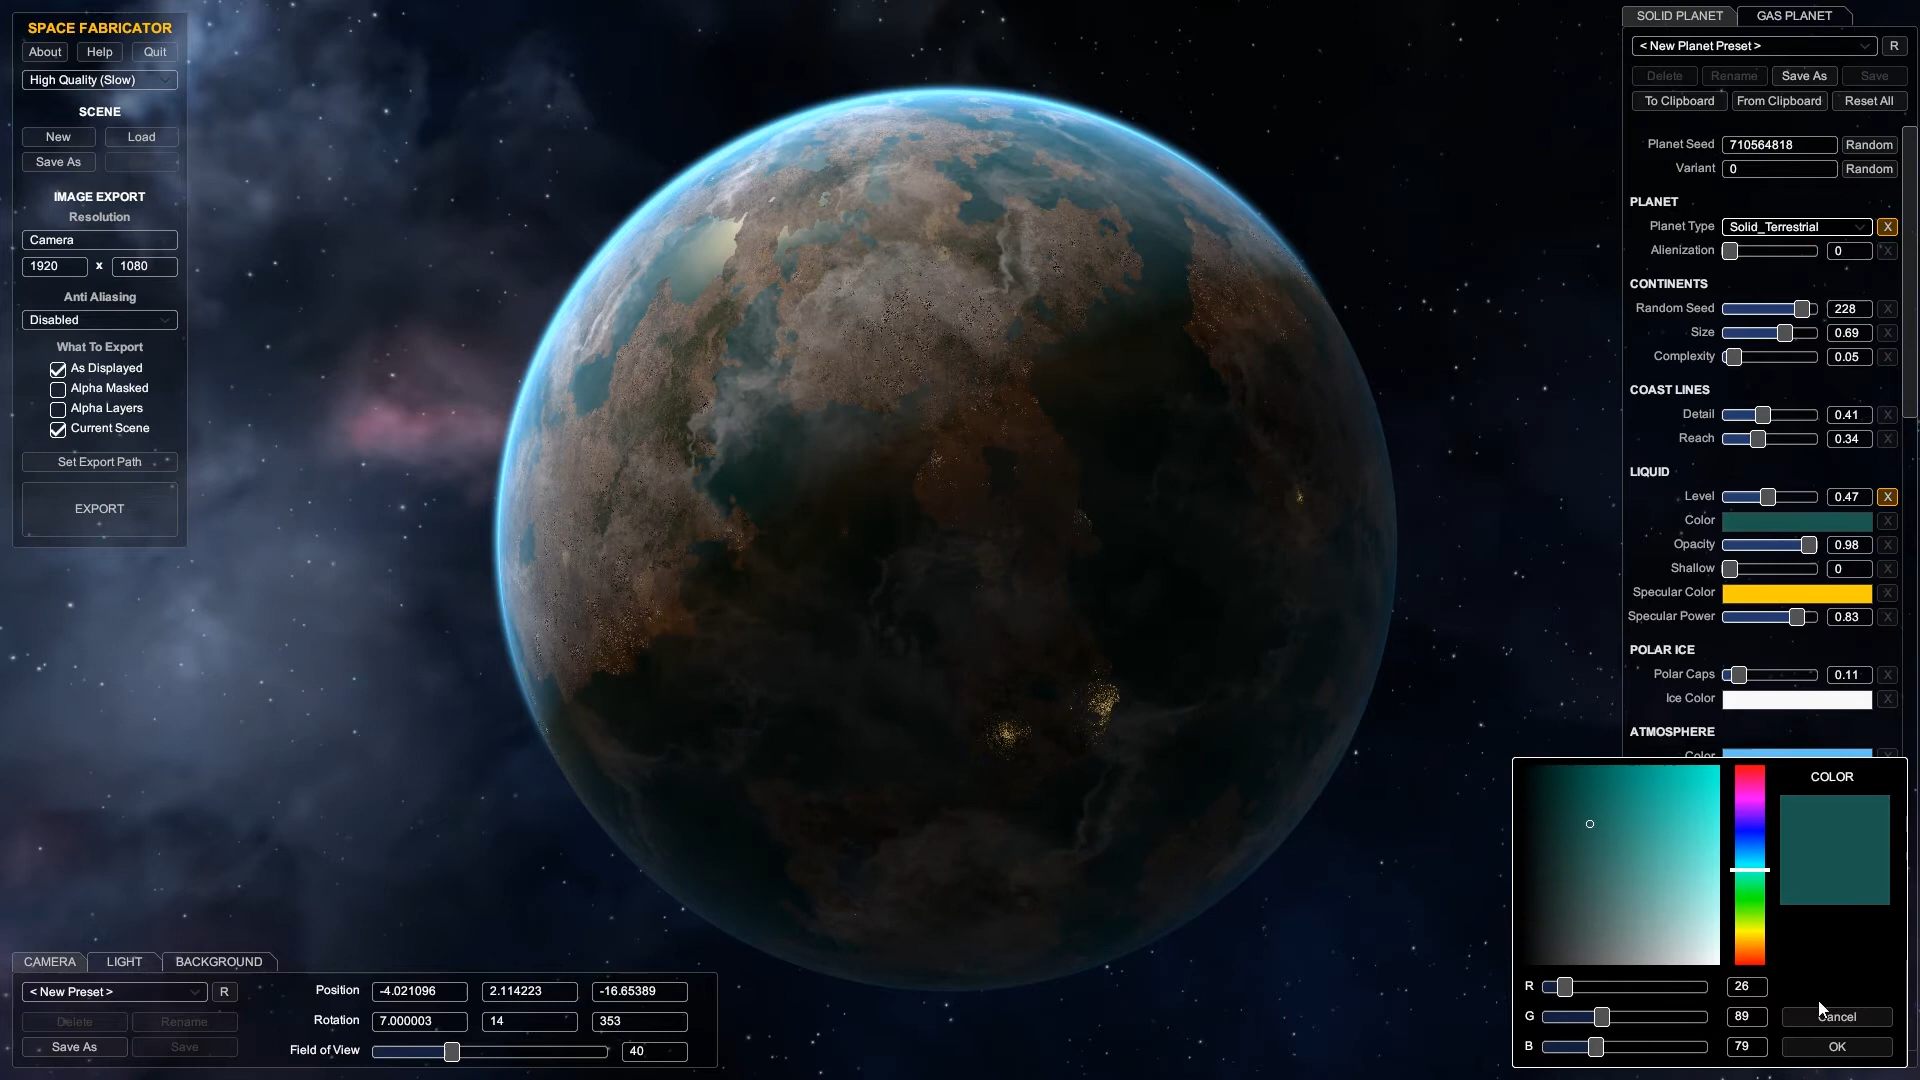 SPACE FABRICATOR
About Help Quit
High Quality (Slow)
SCENE
New Load
Save As
IMAGE EXPORT
Resolution
Camera
1920 x 1080
Anti Aliasing
Disabled
What To Export
As Displayed
Alpha Masked
Alpha Layers
Current Scene
Set Export Path
EXPORT
CAMERA LIGHT BACKGROUND
< New Preset > R
Delete Rename
Save As Save
Position -4.021096 2.114223 -16.65389
Rotation 7.000003 14 353
Field of View 40
SOLID PLANET GAS PLANET
< New Planet Preset > R
Delete Rename Save As Save
To Clipboard From Clipboard Reset All
Planet Seed 710564818 Random
Variant 0 Random
PLANET
Planet Type Solid_Terrestrial X
Alienization 0 X
CONTINENTS
Random Seed 228 X
Size 0.69 X
Complexity 0.05 X
COAST LINES
Detail 0.41 X
Reach 0.34 X
LIQUID
Level 0.47 X
Color X
Opacity 0.98 X
Shallow 0 X
Specular Color X
Specular Power 0.83 X
POLAR ICE
Polar Caps 0.11 X
Ice Color X
ATMOSPHERE
Color X
COLOR
R 26
G 89 Cancel
B 79 OK